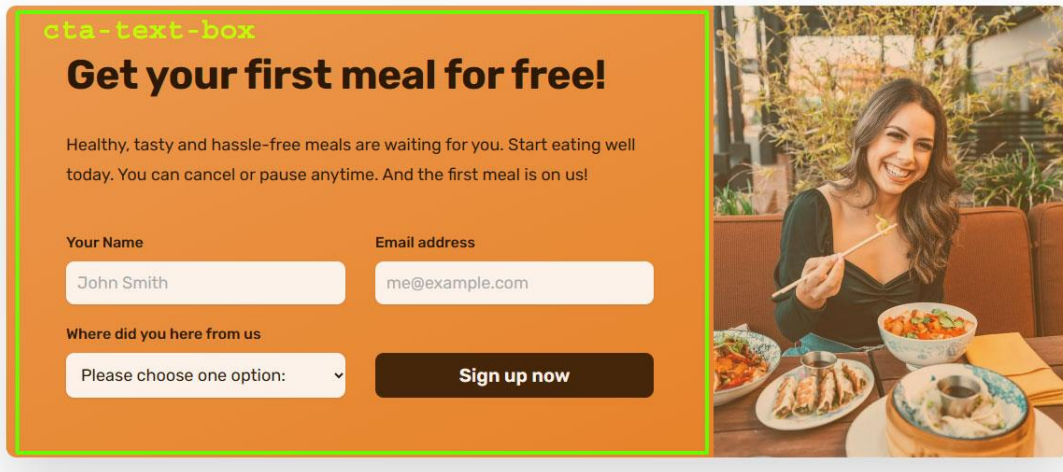 cta-text-box
Get your first meal for free!
Healthy, tasty and hassle-free meals are waiting for you. Start eating well
today. You can cancel or pause anytime. And the first meal is on us!
Your Name
Email address
John Smith
me@example.com
Where did you here from us
Please choose one option:
Sign up now